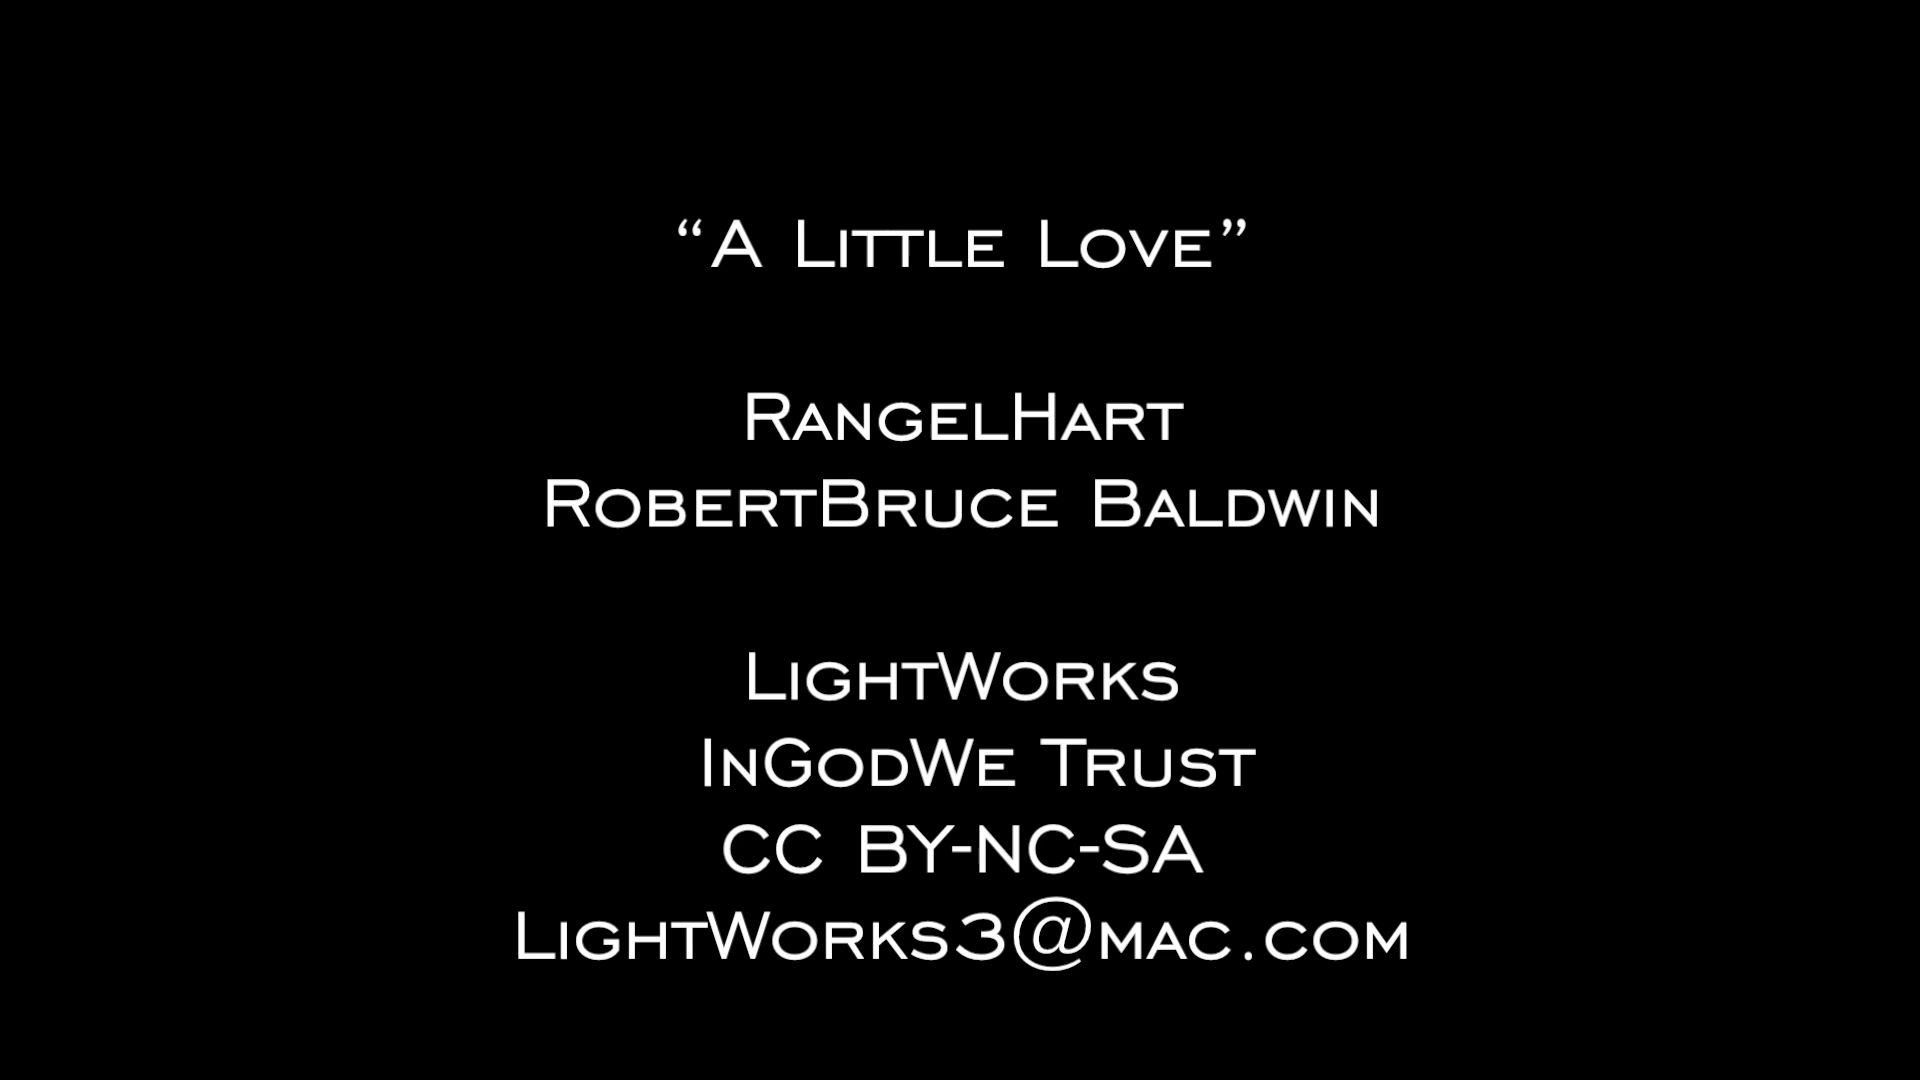 “A Little Love”
RangelHart
RobertBruce Baldwin
LightWorks
InGodWe Trust
CC BY-NC-SA
LightWorks3@mac.com